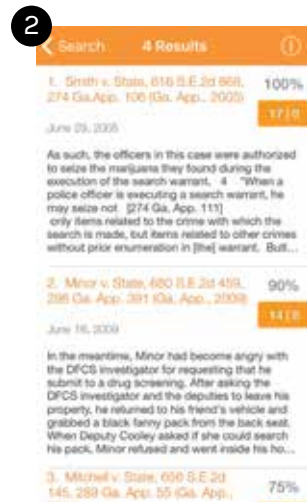 2
Search 4 Results
1. Smith v. State, 616 S.E.2d 868,
274 Ga.App. 106 (Ga. App., 2005)
100%
17 | 0
June 29, 2005
As such, the officers in this case were authorized
to seize the marijuana they found during the
execution of the search warrant. 4 "When a
police officer is executing a search warrant, he
may seize not [274 Ga. App. 111]
only items related to the crime with which the
search is made, but items related to other crimes
without prior enumeration in [the] warrant. Butt...
2. Minor v. State, 680 S.E.2d 459,
298 Ga. App. 391 (Ga. App., 2009)
90%
14 | 0
June 16, 2009
In the meantime, Minor had become angry with
the DFCS investigator for requesting that he
submit to a drug screening. After asking the
DFCS investigator and the deputies to leave his
property, he returned to his friend's vehicle and
grabbed a black fanny pack from the back seat.
When Deputy Cooley asked if she could search
his pack, Minor refused and went inside his ho...
3. Mitchell v. State, 656 S.E.2d
145, 289 Ga. App. 55 (Ga. App.
75%